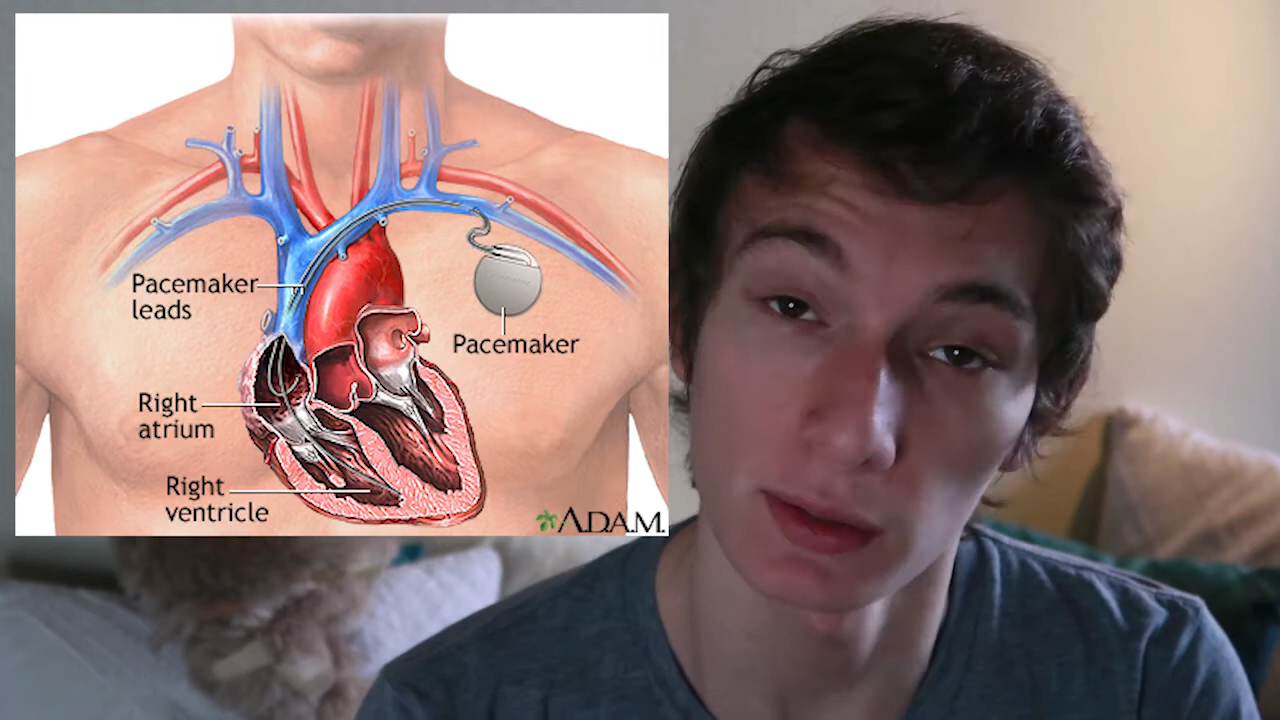 Pacemaker
leads
Pacemaker
Right
atrium
Right
ventricle
A.D.A.M.